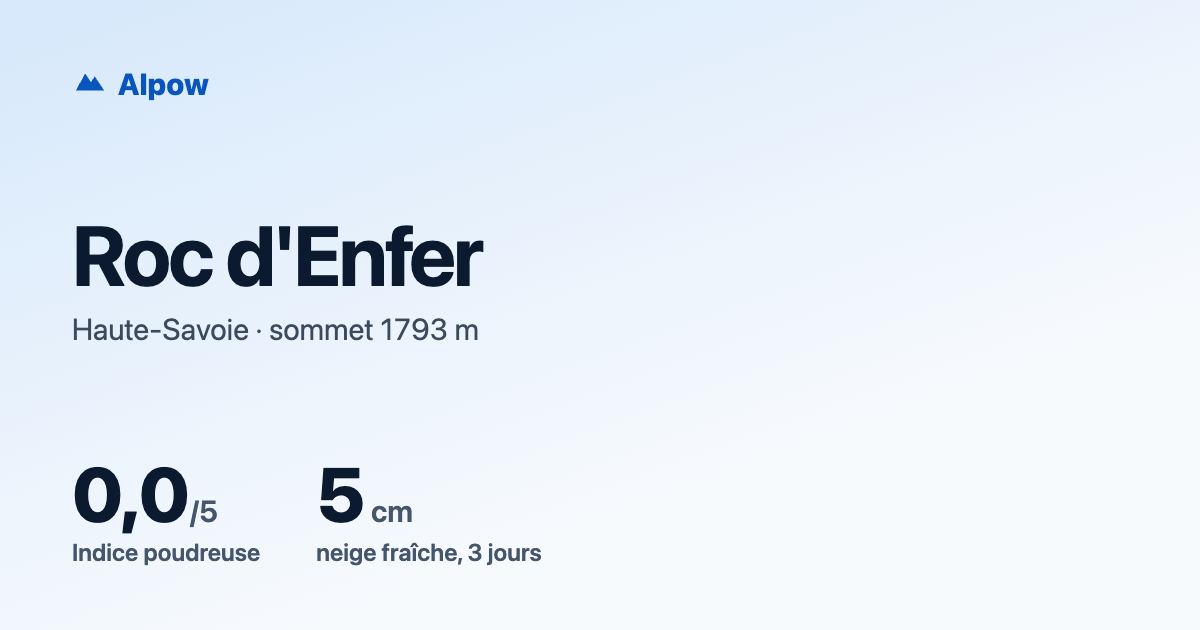 Alpow
Roc d'Enfer
Haute-Savoie · sommet 1793 m
0,0/5
Indice poudreuse
5 cm
neige fraîche, 3 jours